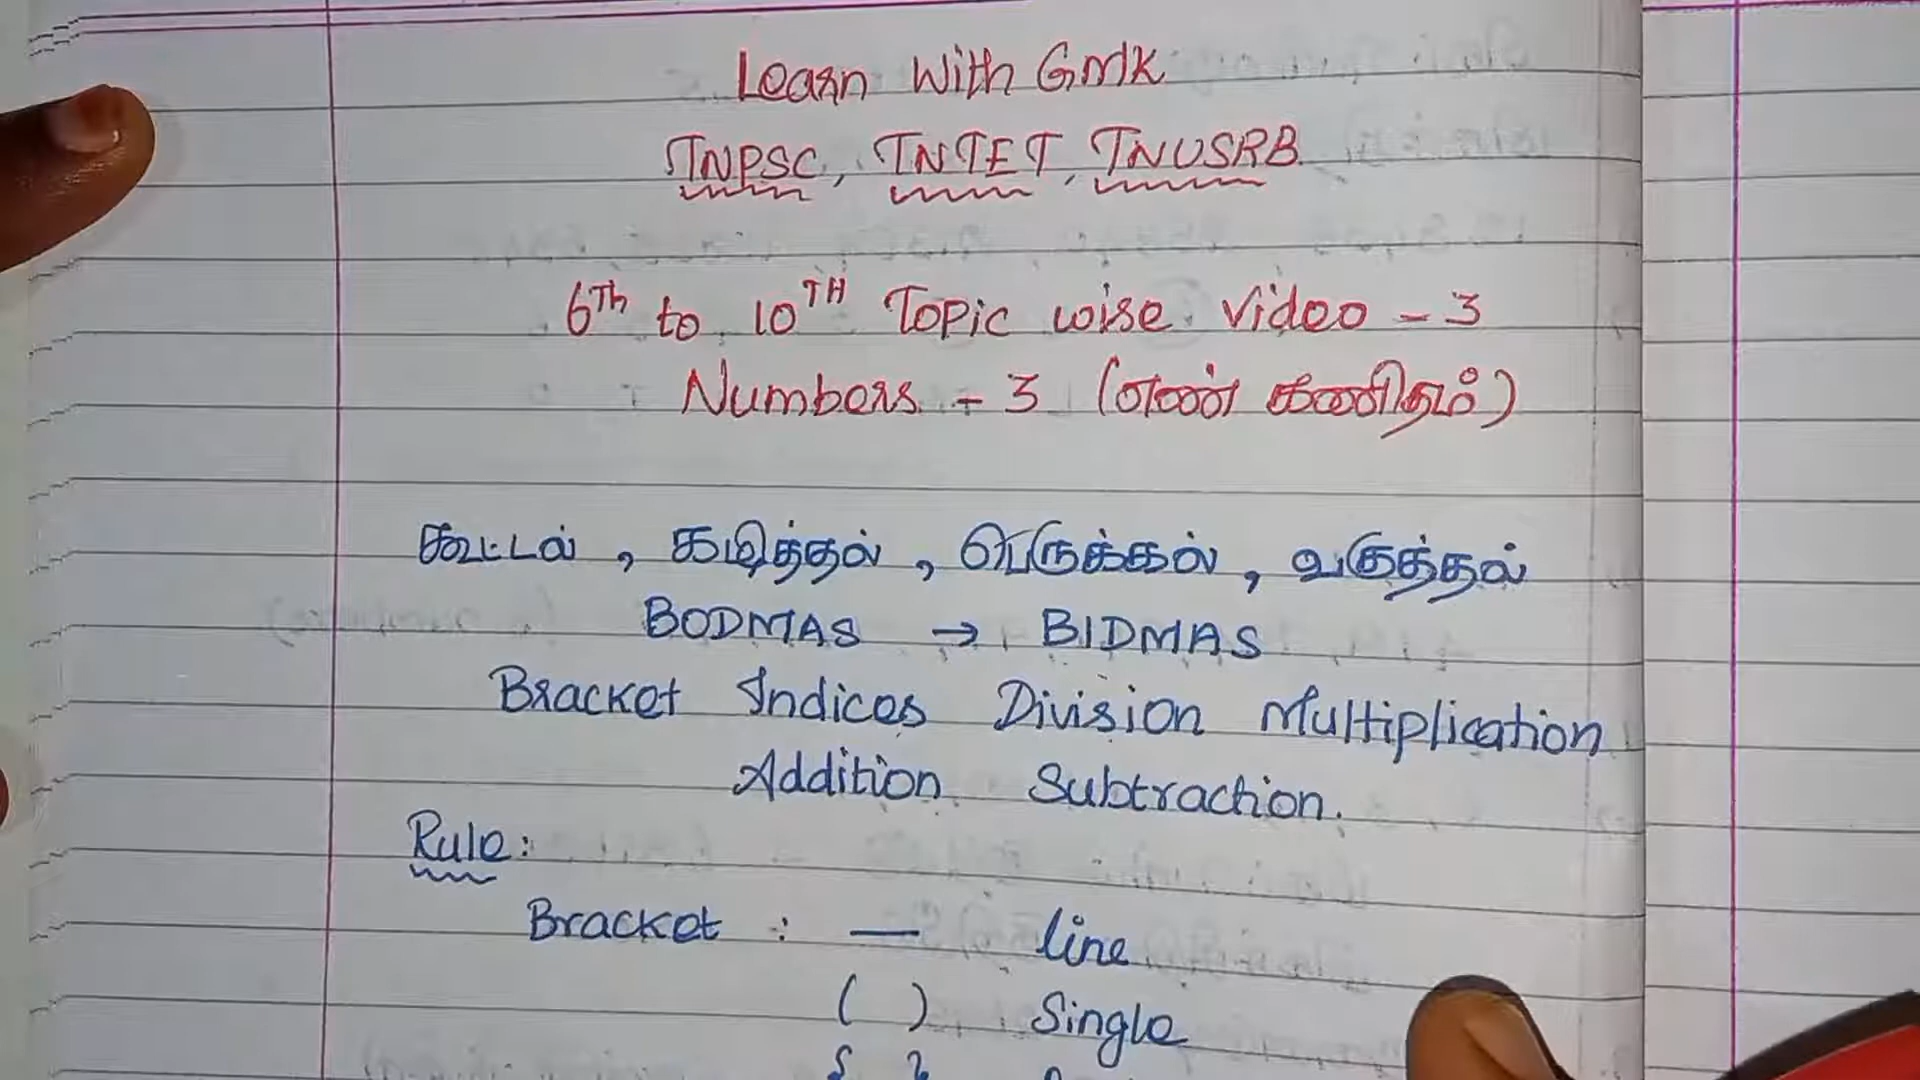 Learn With GMK
TNPSC, TNTET, TNUSRB.
6Th to 10TH Topic wise Video - 3
Numbers - 3 (எண் கணிதம்)
கூட்டல் , கழித்தல் , பெருக்கல் , வகுத்தல்
BODMAS → BIDMAS
Bracket Indices Division Multiplication
Addition Subtraction.
Rule :
Bracket : — line
( ) Single
{ }